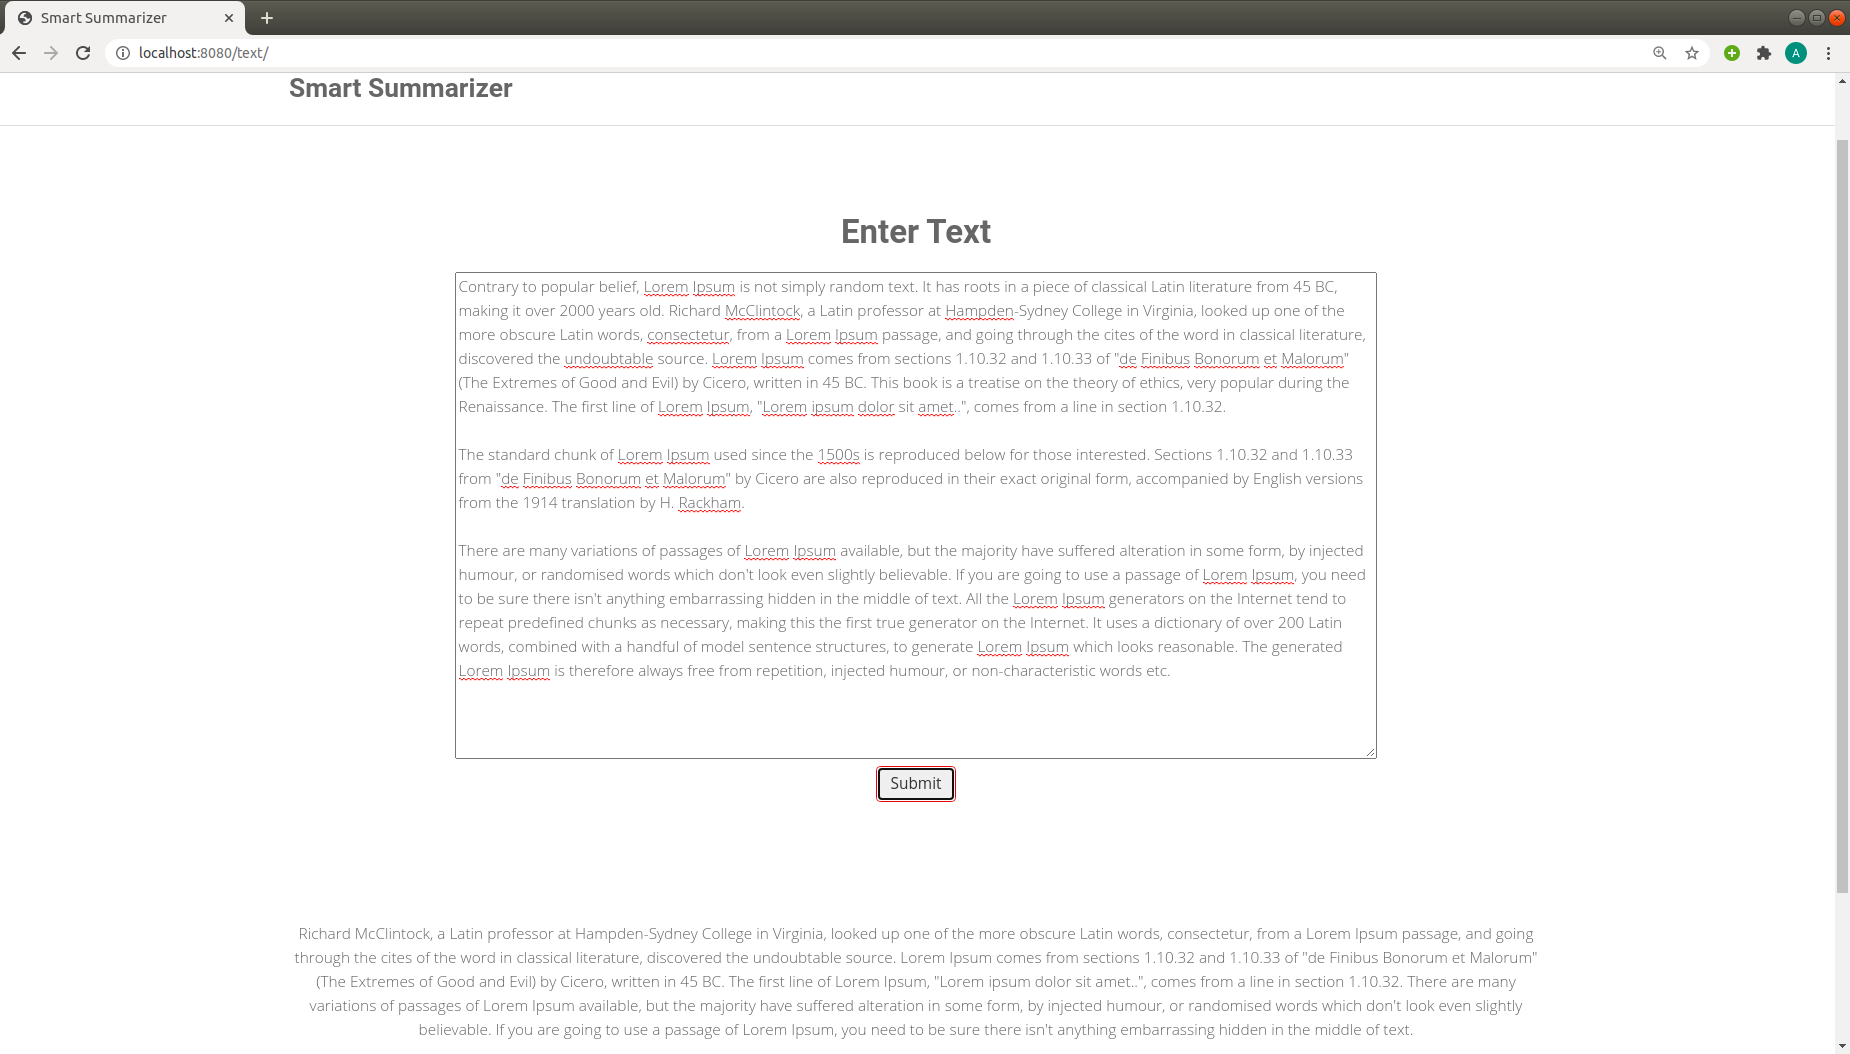 Smart Summarizer
localhost:8080/text/
A
Smart Summarizer
Enter Text
Contrary to popular belief, Lorem Ipsum is not simply random text. It has roots in a piece of classical Latin literature from 45 BC,
making it over 2000 years old. Richard McClintock, a Latin professor at Hampden-Sydney College in Virginia, looked up one of the
more obscure Latin words, consectetur, from a Lorem Ipsum passage, and going through the cites of the word in classical literature,
discovered the undoubtable source. Lorem Ipsum comes from sections 1.10.32 and 1.10.33 of "de Finibus Bonorum et Malorum"
(The Extremes of Good and Evil) by Cicero, written in 45 BC. This book is a treatise on the theory of ethics, very popular during the
Renaissance. The first line of Lorem Ipsum, "Lorem ipsum dolor sit amet..", comes from a line in section 1.10.32.
The standard chunk of Lorem Ipsum used since the 1500s is reproduced below for those interested. Sections 1.10.32 and 1.10.33
from "de Finibus Bonorum et Malorum" by Cicero are also reproduced in their exact original form, accompanied by English versions
from the 1914 translation by H. Rackham.
There are many variations of passages of Lorem Ipsum available, but the majority have suffered alteration in some form, by injected
humour, or randomised words which don't look even slightly believable. If you are going to use a passage of Lorem Ipsum, you need
to be sure there isn't anything embarrassing hidden in the middle of text. All the Lorem Ipsum generators on the Internet tend to
repeat predefined chunks as necessary, making this the first true generator on the Internet. It uses a dictionary of over 200 Latin
words, combined with a handful of model sentence structures, to generate Lorem Ipsum which looks reasonable. The generated
Lorem Ipsum is therefore always free from repetition, injected humour, or non-characteristic words etc.
Submit
Richard McClintock, a Latin professor at Hampden-Sydney College in Virginia, looked up one of the more obscure Latin words, consectetur, from a Lorem Ipsum passage, and going
through the cites of the word in classical literature, discovered the undoubtable source. Lorem Ipsum comes from sections 1.10.32 and 1.10.33 of "de Finibus Bonorum et Malorum"
(The Extremes of Good and Evil) by Cicero, written in 45 BC. The first line of Lorem Ipsum, "Lorem ipsum dolor sit amet..", comes from a line in section 1.10.32. There are many
variations of passages of Lorem Ipsum available, but the majority have suffered alteration in some form, by injected humour, or randomised words which don't look even slightly
believable. If you are going to use a passage of Lorem Ipsum, you need to be sure there isn't anything embarrassing hidden in the middle of text.